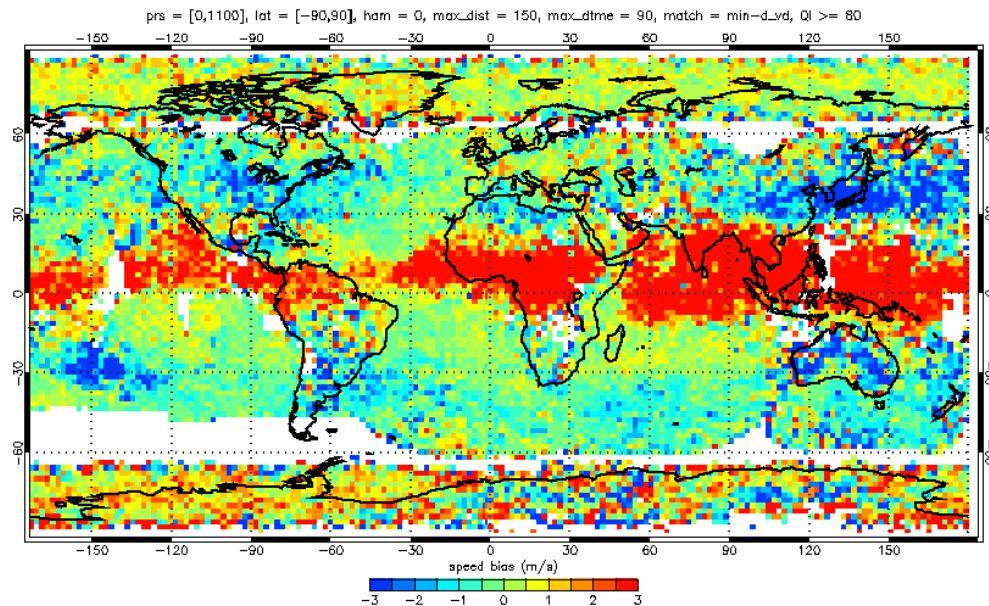 prs = [0,1100], lat = [-90,90], ham = 0, max_dist = 150, max_dtme = 90, match = min-d_vd, QI >= 80
-150 -120 -90 -60 -30 0 30 60 90 120 150
60
30
0
-30
-60
-150 -120 -90 -60 -30 0 30 60 90 120 150
speed bias (m/s)
-3 -2 -1 0 1 2 3